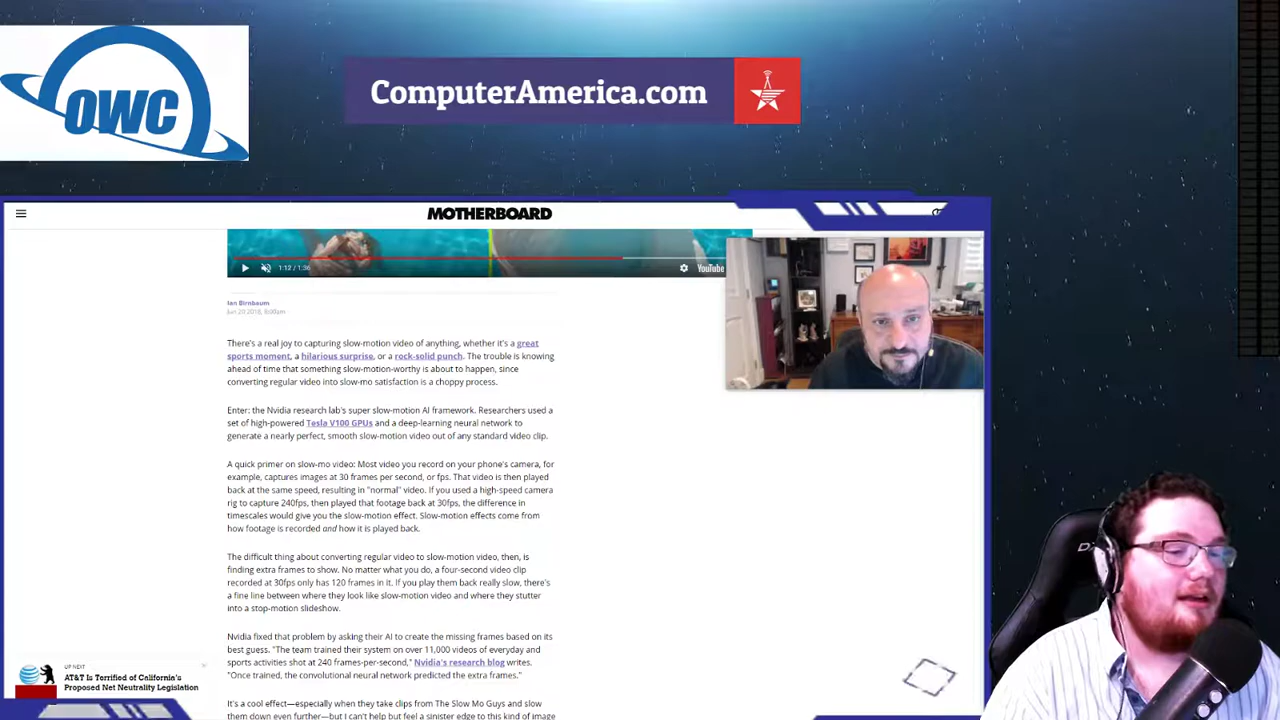 OWC
ComputerAmerica.com
MOTHERBOARD
1:12 / 1:36
YouTube
Ian Birnbaum
Jun 20 2018, 8:00am
There's a real joy to capturing slow-motion video of anything, whether it's a great
sports moment, a hilarious surprise, or a rock-solid punch. The trouble is knowing
ahead of time that something slow-motion-worthy is about to happen, since
converting regular video into slow-mo satisfaction is a choppy process.
Enter: the Nvidia research lab's super slow-motion AI framework. Researchers used a
set of high-powered Tesla V100 GPUs and a deep-learning neural network to
generate a nearly perfect, smooth slow-motion video out of any standard video clip.
A quick primer on slow-mo video: Most video you record on your phone's camera, for
example, captures images at 30 frames per second, or fps. That video is then played
back at the same speed, resulting in "normal" video. If you used a high-speed camera
rig to capture 240fps, then played that footage back at 30fps, the difference in
timescales would give you the slow-motion effect. Slow-motion effects come from
how footage is recorded and how it is played back.
The difficult thing about converting regular video to slow-motion video, then, is
finding extra frames to show. No matter what you do, a four-second video clip
recorded at 30fps only has 120 frames in it. If you play them back really slow, there's
a fine line between where they look like slow-motion video and where they stutter
into a stop-motion slideshow.
Nvidia fixed that problem by asking their AI to create the missing frames based on its
best guess. "The team trained their system on over 11,000 videos of everyday and
sports activities shot at 240 frames-per-second," Nvidia's research blog writes.
"Once trained, the convolutional neural network predicted the extra frames."
It's a cool effect—especially when they take clips from The Slow Mo Guys and slow
them down even further—but I can't help but feel a sinister edge to this kind of image
UP NEXT
AT&T Is Terrified of California's
Proposed Net Neutrality Legislation